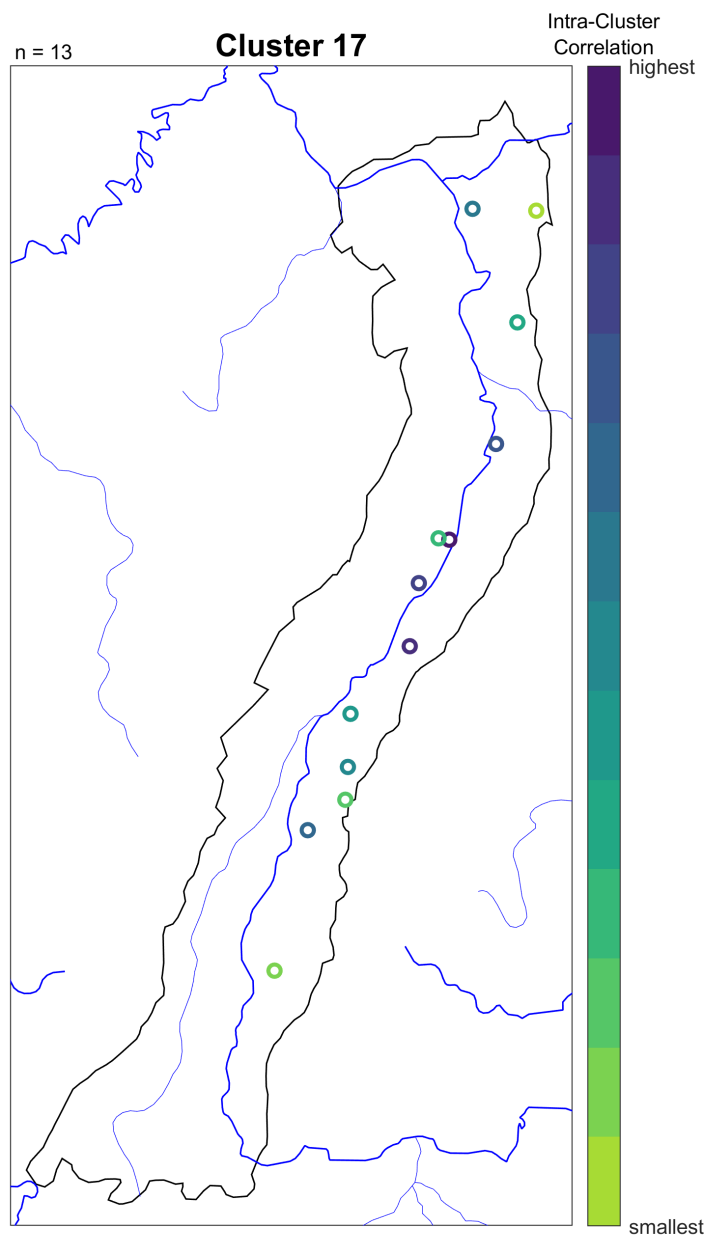 n = 13
Cluster 17
Intra-Cluster
Correlation
highest
smallest